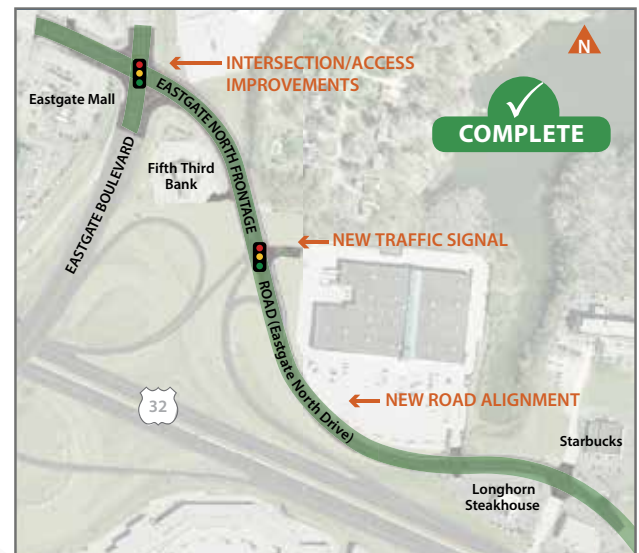 INTERSECTION/ACCESS
IMPROVEMENTS
N
Eastgate Mall
COMPLETE
EASTGATE BOULEVARD
Fifth Third
Bank
EASTGATE NORTH FRONTAGE
ROAD (Eastgate North Drive)
NEW TRAFFIC SIGNAL
32
NEW ROAD ALIGNMENT
Starbucks
Longhorn
Steakhouse